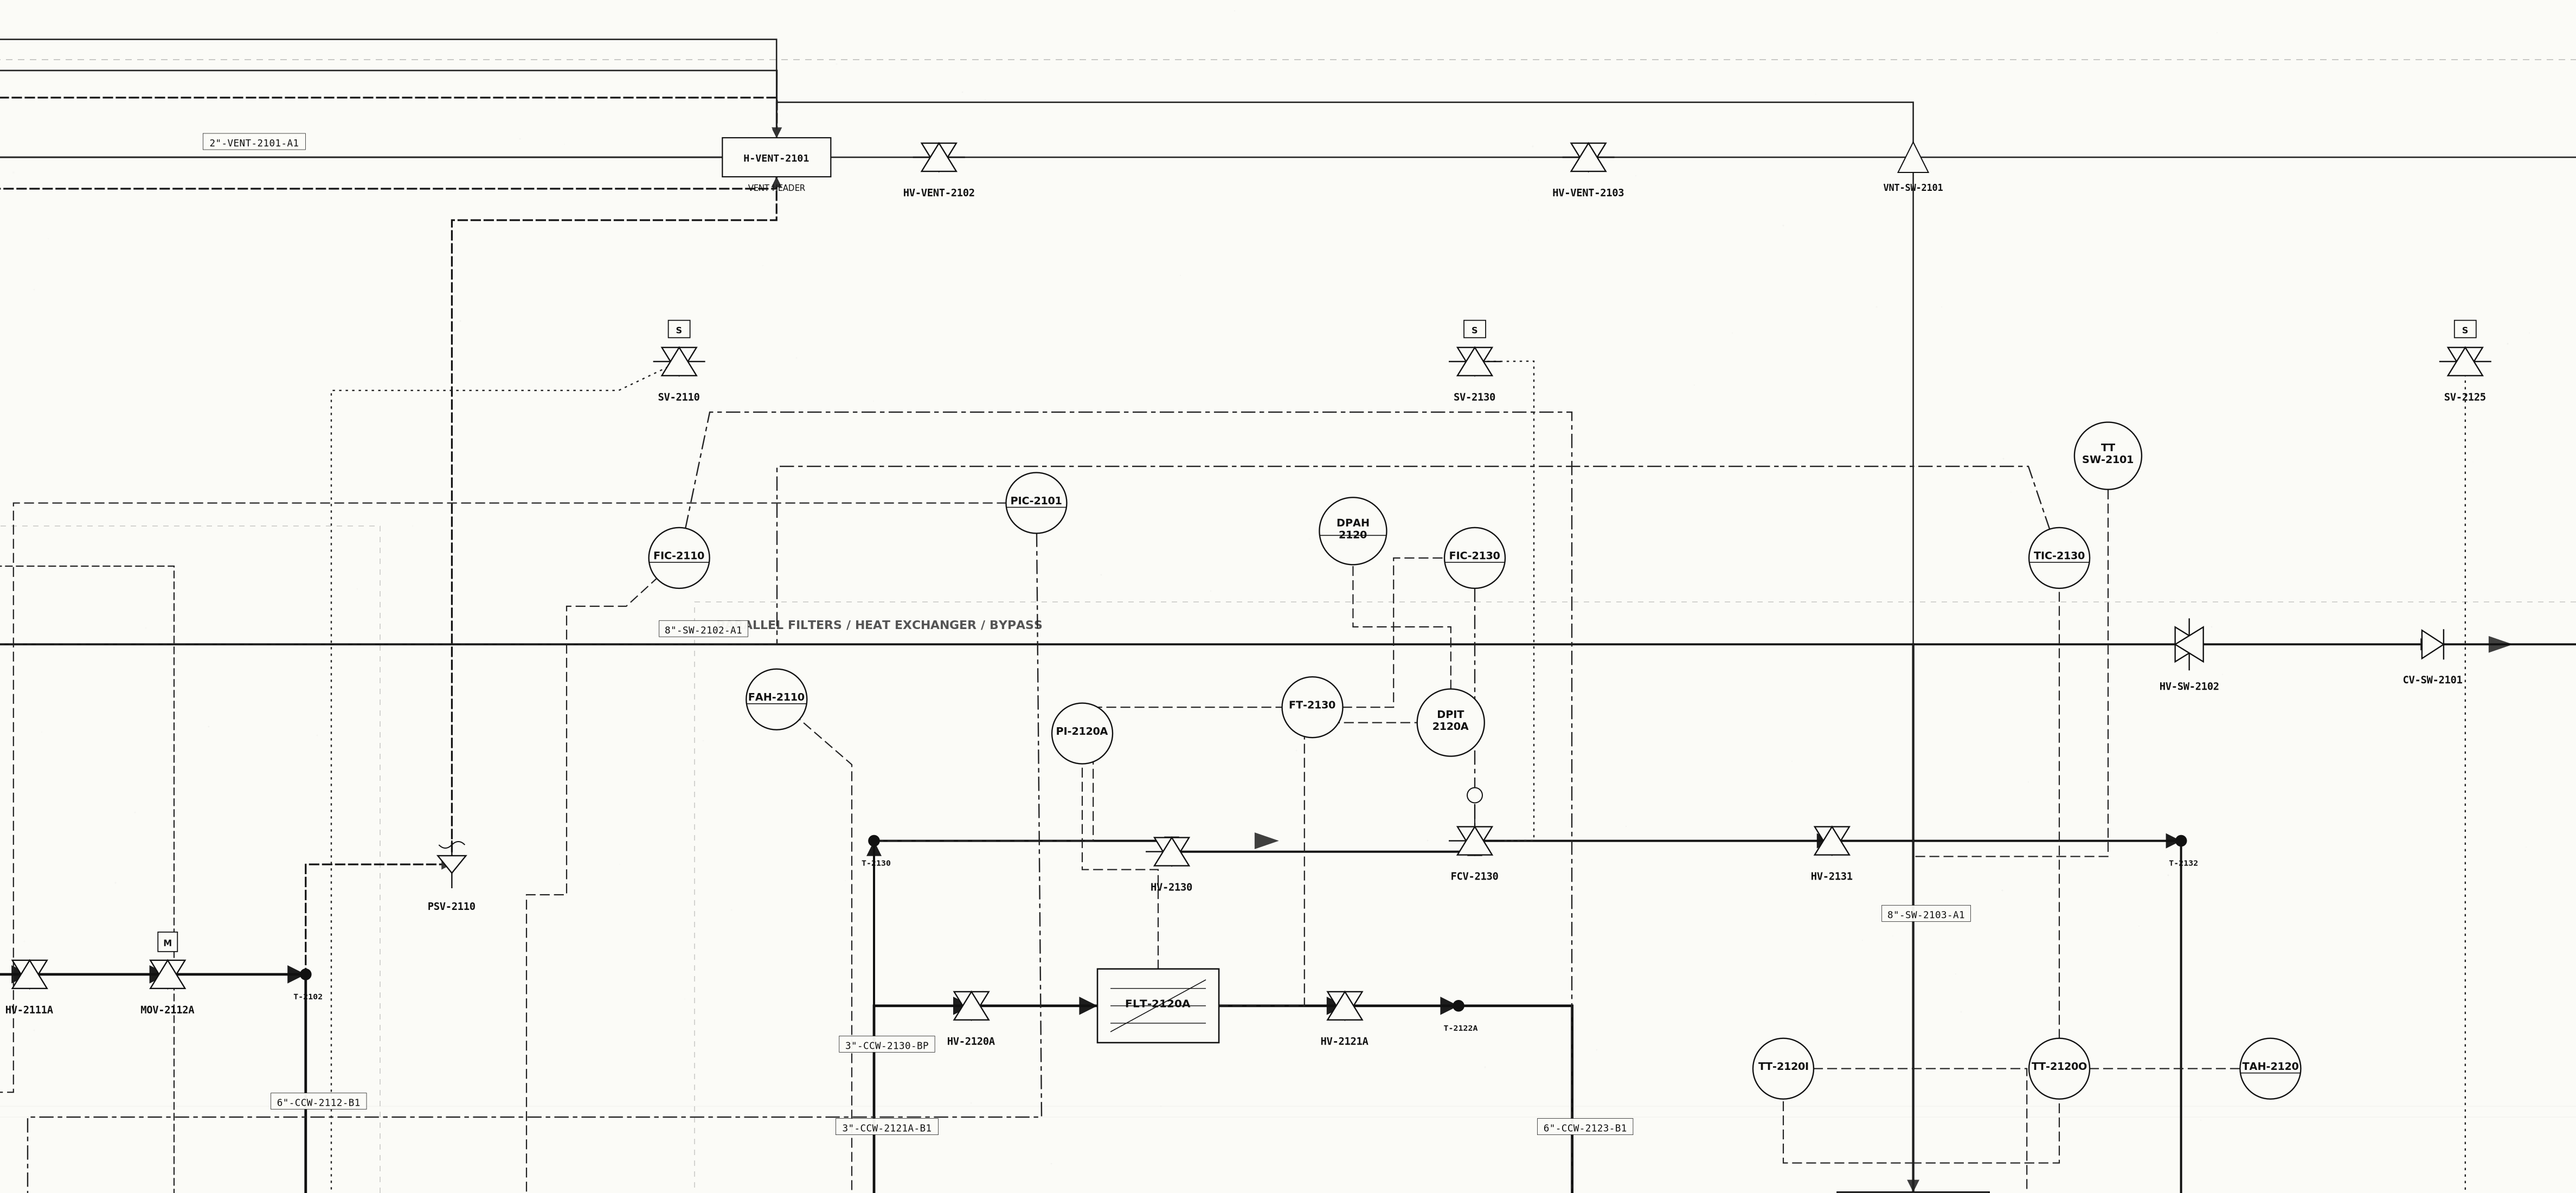 2"-VENT-2101-A1
H-VENT-2101
VENT HEADER
HV-VENT-2102
HV-VENT-2103
VNT-SW-2101
S
S
S
SV-2110
SV-2130
SV-2125
TT
SW-2101
PIC-2101
DPAH
2120
FIC-2110
FIC-2130
TIC-2130
8"-SW-2102-A1
FILTERS / HEAT EXCHANGER / BYPASS
HV-SW-2102
CV-SW-2101
FAH-2110
PI-2120A
FT-2130
DPIT
2120A
T-2130
HV-2130
FCV-2130
HV-2131
T-2132
PSV-2110
8"-SW-2103-A1
M
T-2102
HV-2111A
MOV-2112A
FLT-2120A
HV-2120A
HV-2121A
T-2122A
3"-CCW-2130-BP
TT-2120I
TT-2120O
TAH-2120
6"-CCW-2112-B1
3"-CCW-2121A-B1
6"-CCW-2123-B1